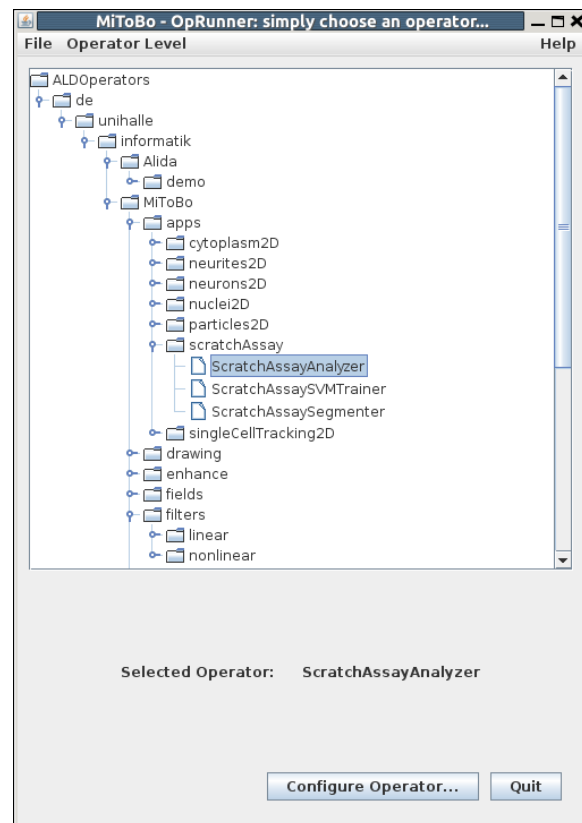 MiToBo - OpRunner: simply choose an operator...
File Operator Level Help
ALDOperators
de
unihalle
informatik
Alida
demo
MiToBo
apps
cytoplasm2D
neurites2D
neurons2D
nuclei2D
particles2D
scratchAssay
ScratchAssayAnalyzer
ScratchAssaySVMTrainer
ScratchAssaySegmenter
singleCellTracking2D
drawing
enhance
fields
filters
linear
nonlinear
Selected Operator: ScratchAssayAnalyzer
Configure Operator... Quit